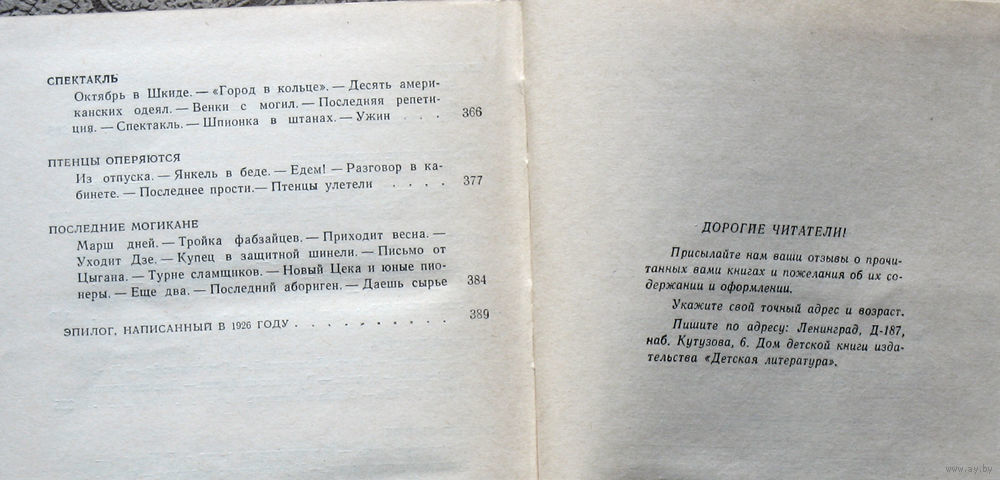 СПЕКТАКЛЬ
Октябрь в Шкиде. — «Город в кольце». — Десять амери-
канских одеял. — Венки с могил. — Последняя репети-
ция. — Спектакль. — Шпионка в штанах. — Ужин . . . 366
ПТЕНЦЫ ОПЕРЯЮТСЯ
Из отпуска. — Янкель в беде. — Едем! — Разговор в ка-
бинете. — Последнее прости. — Птенцы улетели . . . . 377
ПОСЛЕДНИЕ МОГИКАНЕ
Марш дней. — Тройка фабзайцев. — Приходит весна. —
Уходит Дзе. — Купец в защитной шинели. — Письмо от
Цыгана. — Турне сламщиков. — Новый Цека и юные пио-
неры. — Еще два. — Последний абориген. — Даешь сырье 384
ЭПИЛОГ, НАПИСАННЫЙ В 1926 ГОДУ . . . . . . . . . . 389
ДОРОГИЕ ЧИТАТЕЛИ!
Присылайте нам ваши отзывы о прочи-
танных вами книгах и пожелания об их со-
держании и оформлении.
Укажите свой точный адрес и возраст.
Пишите по адресу: Ленинград, Д-187,
наб. Кутузова, 6. Дом детской книги изда-
тельства «Детская литература».
www.ay.by